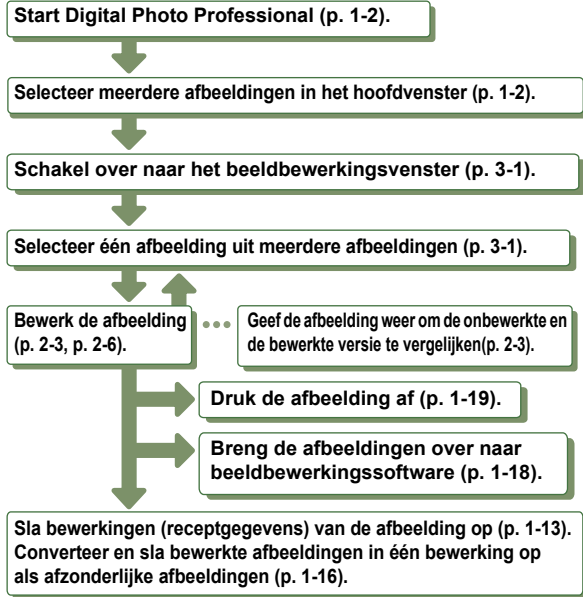 Start Digital Photo Professional (p. 1-2).
Selecteer meerdere afbeeldingen in het hoofdvenster (p. 1-2).
Schakel over naar het beeldbewerkingsvenster (p. 3-1).
Selecteer één afbeelding uit meerdere afbeeldingen (p. 3-1).
Bewerk de afbeelding
(p. 2-3, p. 2-6).
Geef de afbeelding weer om de onbewerkte en
de bewerkte versie te vergelijken(p. 2-3).
Druk de afbeelding af (p. 1-19).
Breng de afbeeldingen over naar
beeldbewerkingssoftware (p. 1-18).
Sla bewerkingen (receptgegevens) van de afbeelding op (p. 1-13).
Converteer en sla bewerkte afbeeldingen in één bewerking op
als afzonderlijke afbeeldingen (p. 1-16).